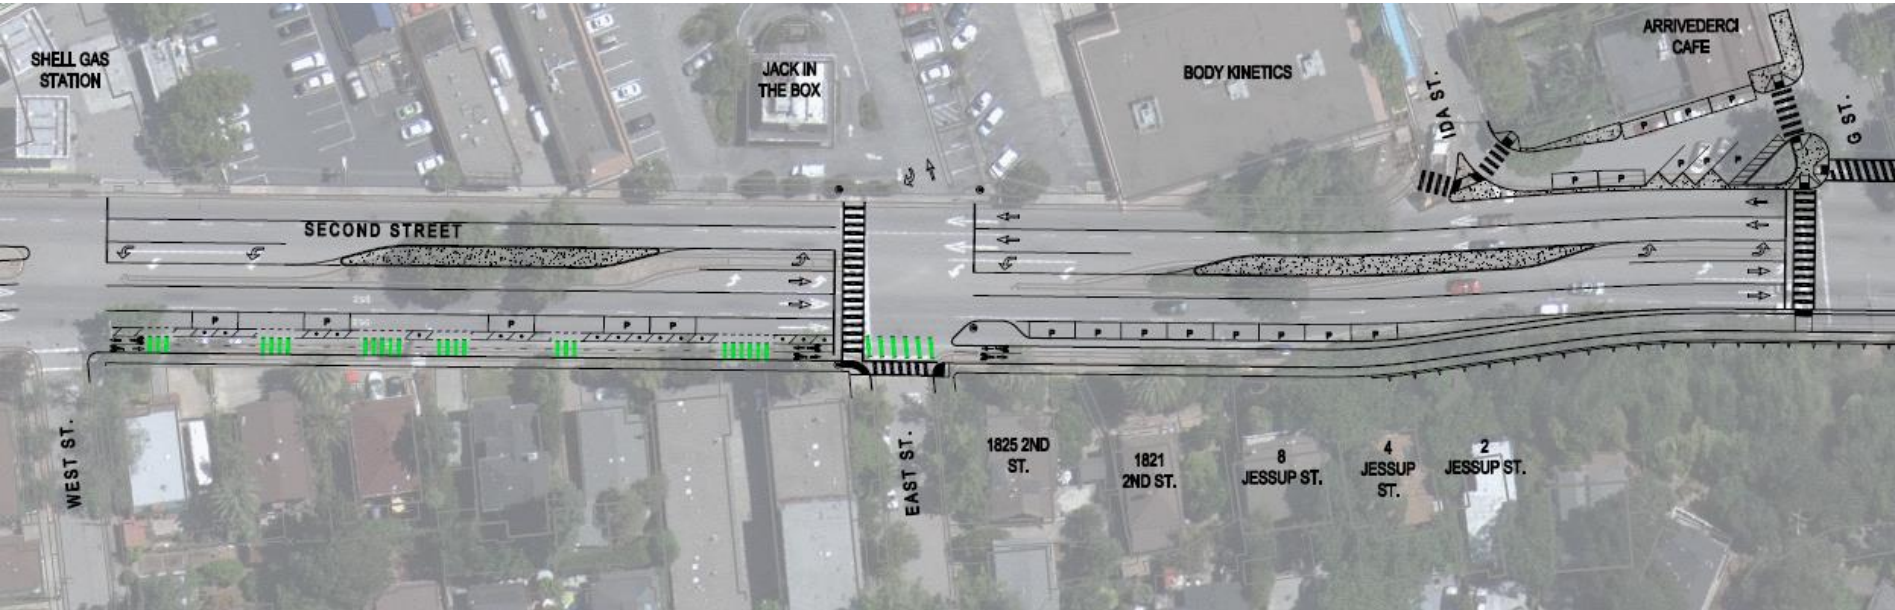 SHELL GAS
STATION
JACK IN
THE BOX
BODY KINETICS
ARRIVEDERCI
CAFE
IDA ST.
G ST.
P
P
P
P
P
P
P
P
SECOND STREET
P
P
P
P
P
P
P
P
P
P
P
P
P
WEST ST.
EAST ST.
1825 2ND
ST.
1821
2ND ST.
8
JESSUP ST.
4
JESSUP
ST.
2
JESSUP ST.